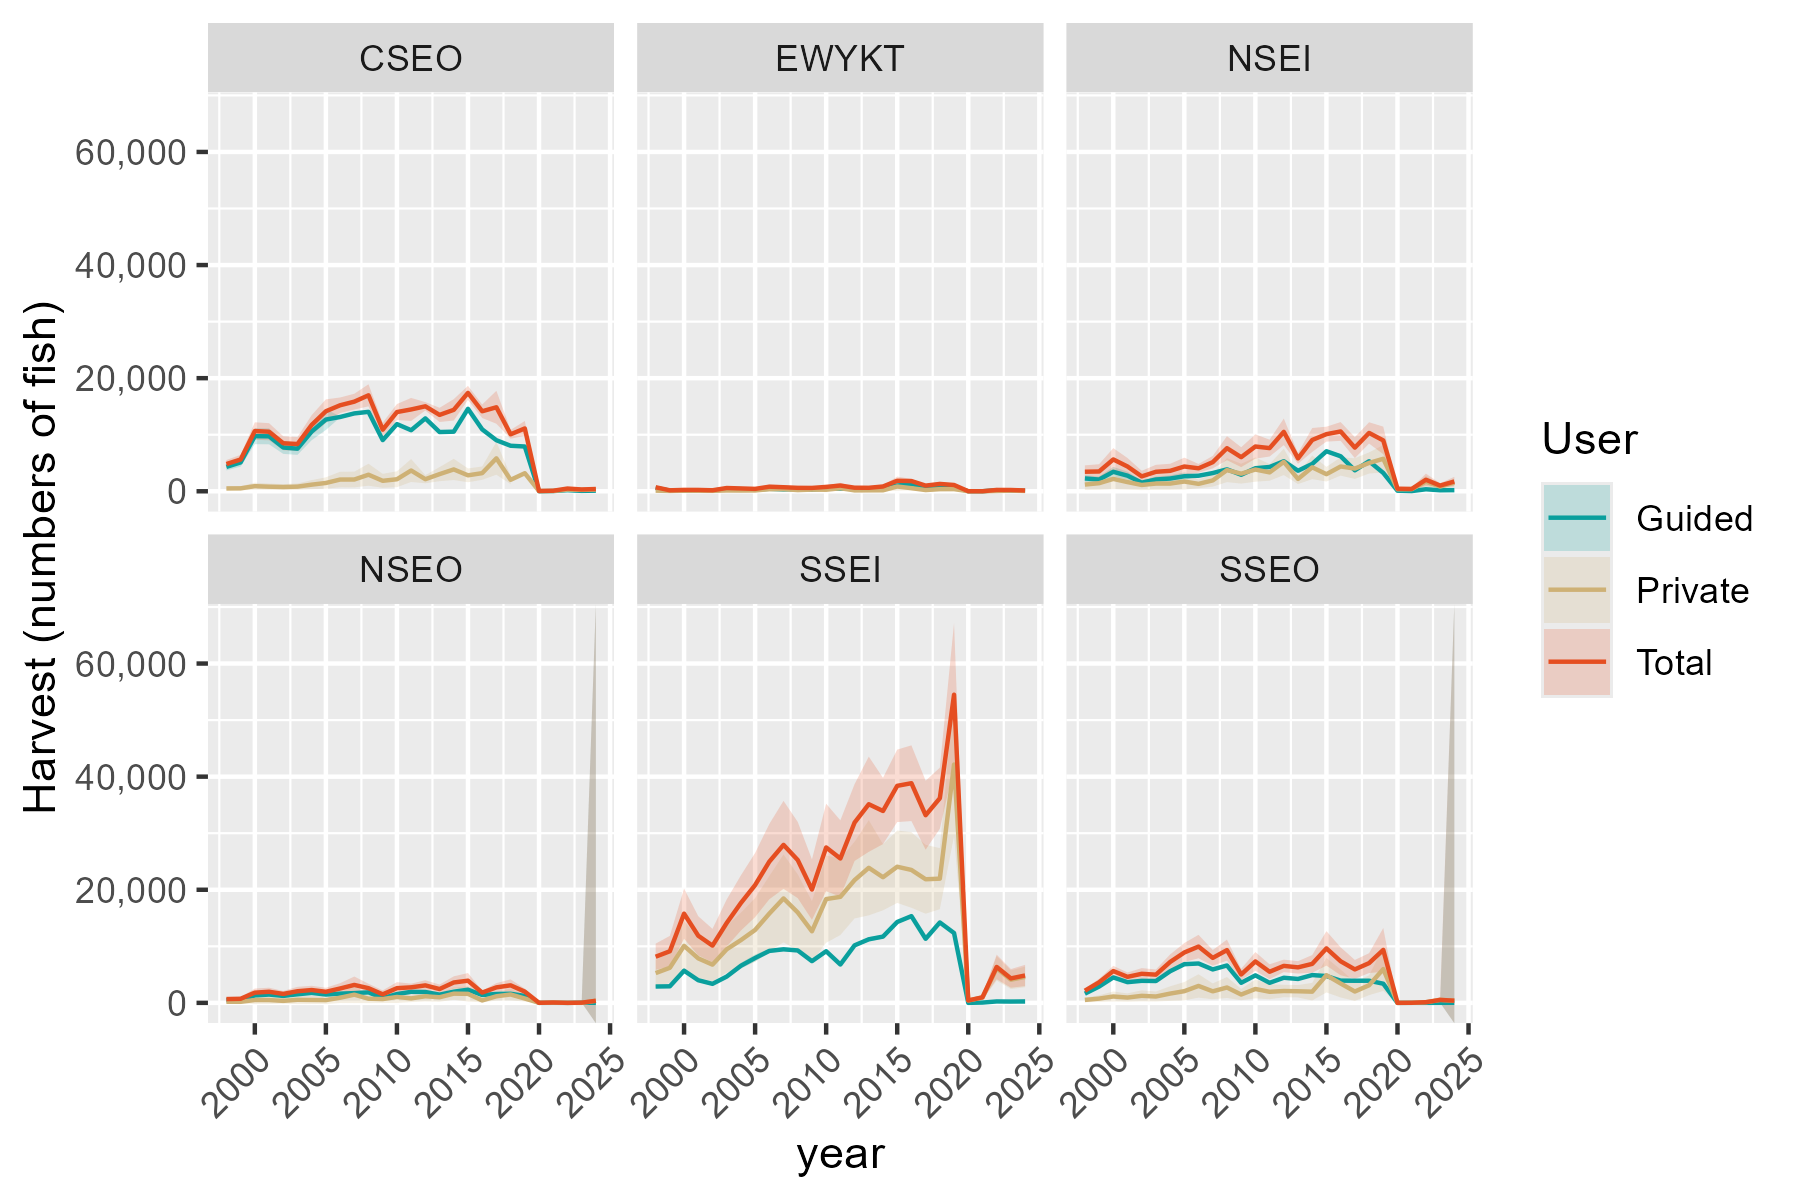 CSEO EWYKT NSEI
60,000
40,000
20,000
0
NSEO SSEI SSEO
60,000
40,000
20,000
0
2000 2005 2010 2015 2020 2025 2000 2005 2010 2015 2020 2025 2000 2005 2010 2015 2020 2025
year
Harvest (numbers of fish)
User
Guided
Private
Total